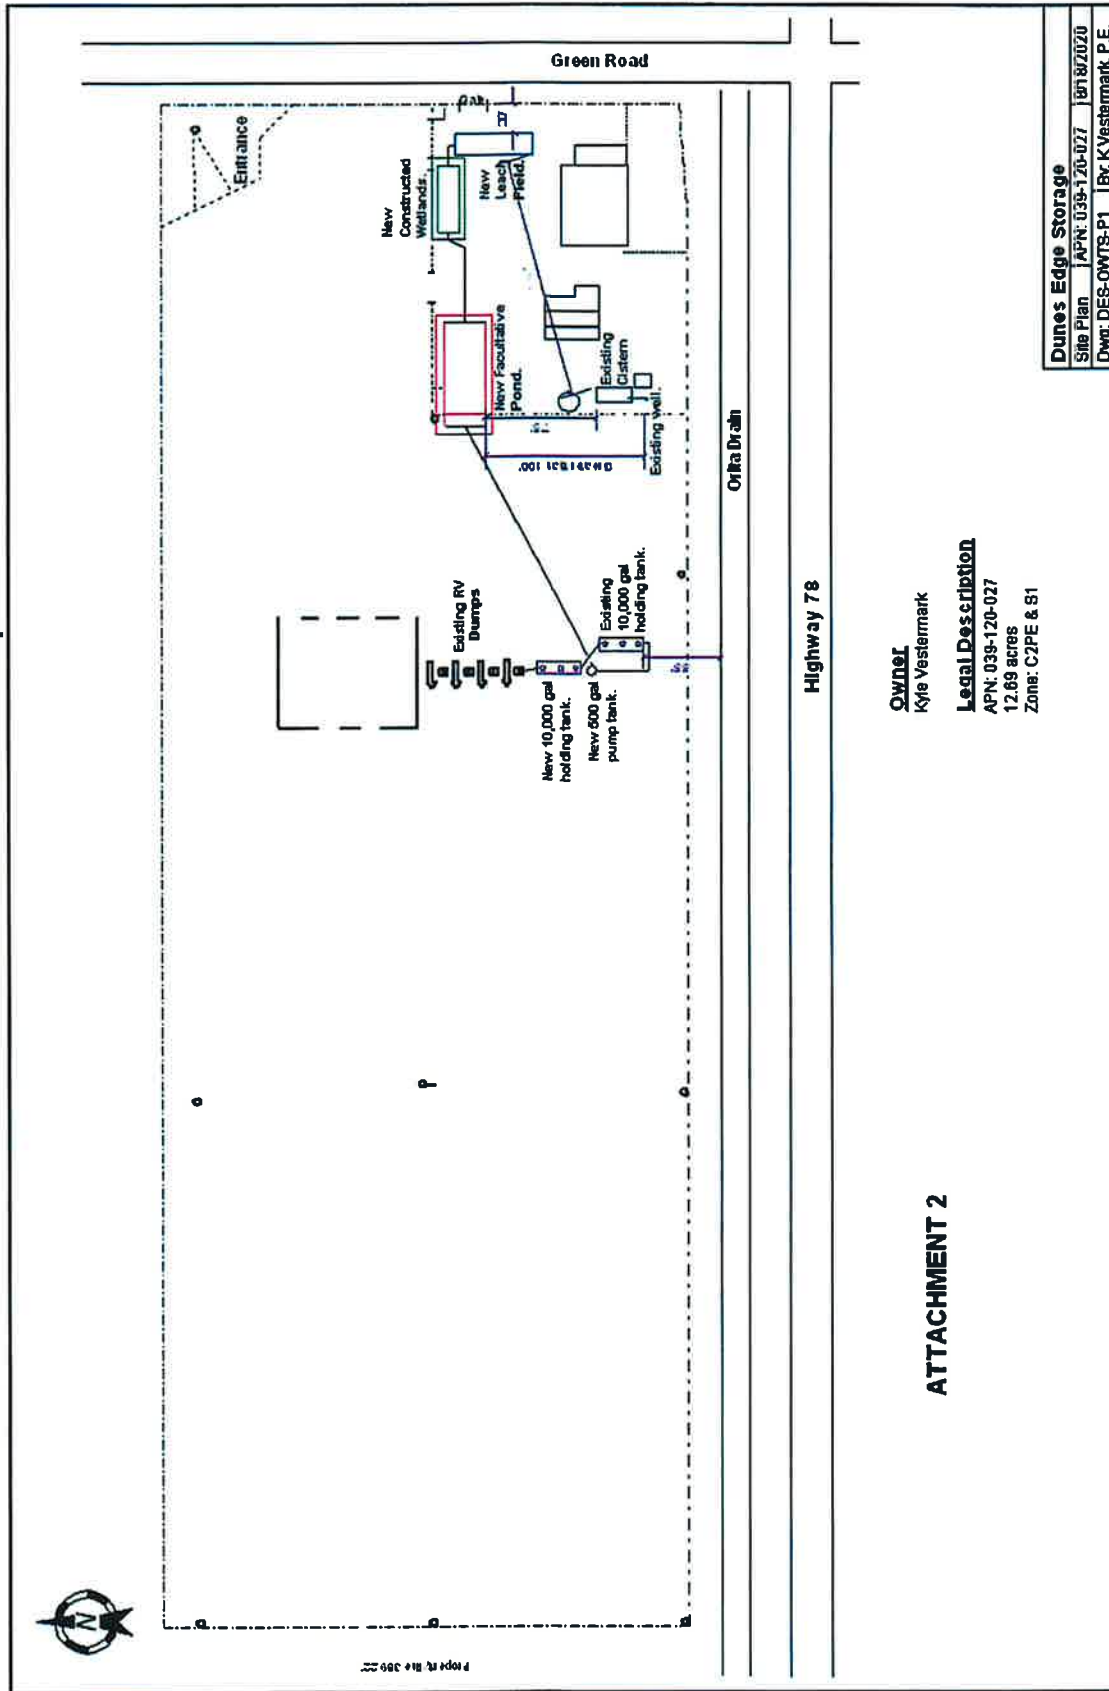 Green Road
Entrance
New
Constructed
Wetlands.
New
Leach
Field.
New Facultative
Pond.
Existing
Cistern
Existing well.
Existing RV
Dumps
Existing
10,000 gal
holding tank.
New 10,000 gal
holding tank.
New 500 gal
pump tank.
Orita Drain
Highway 78
N
Owner
Kyle Vestermark
Legal Description
APN: 039-120-027
12.69 acres
Zone: C2PE & S1
ATTACHMENT 2
Dunes Edge Storage
Site Plan APN: 039-120-027 8/18/2020
Dwg: DES-OWTS-P1 By: K Vestermark, P.E.